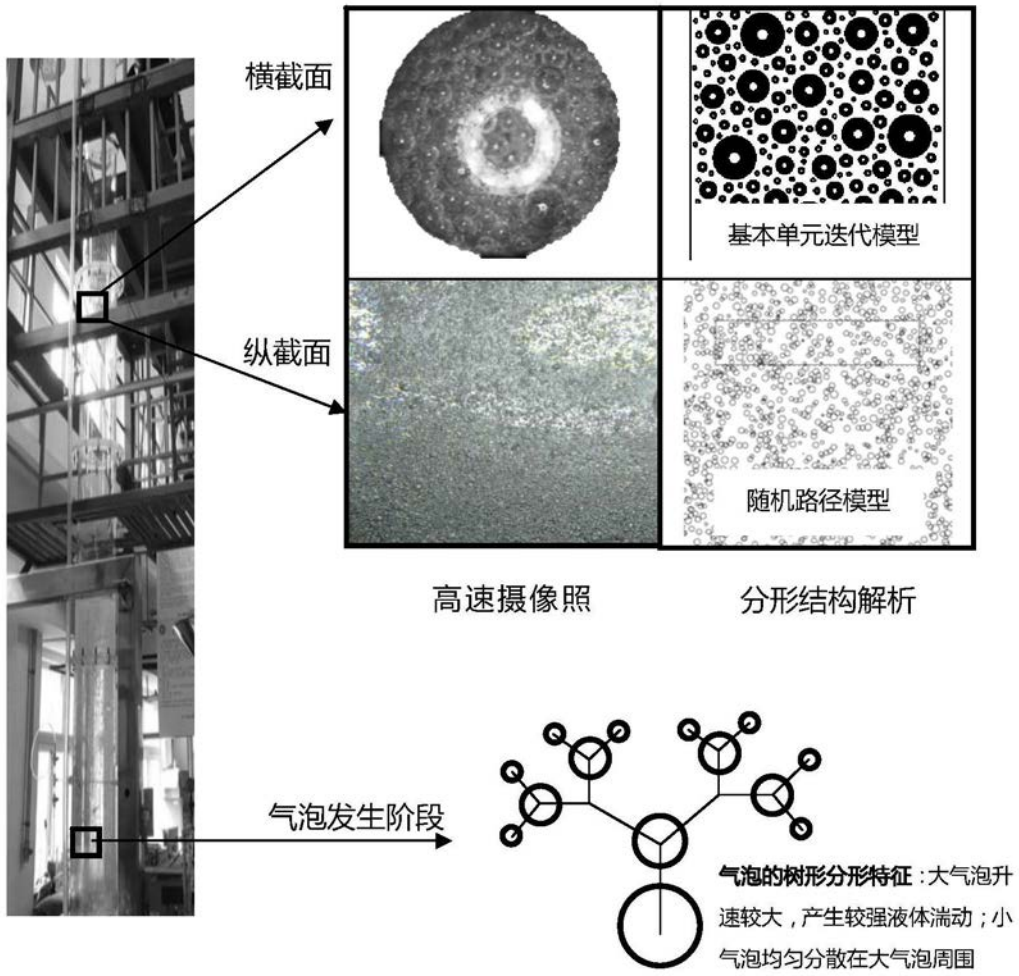 横截面
基本单元迭代模型
纵截面
随机路径模型
高速摄像照
分形结构解析
气泡发生阶段
气泡的树形分形特征：大气泡升
速较大，产生较强液体湍动；小
气泡均匀分散在大气泡周围